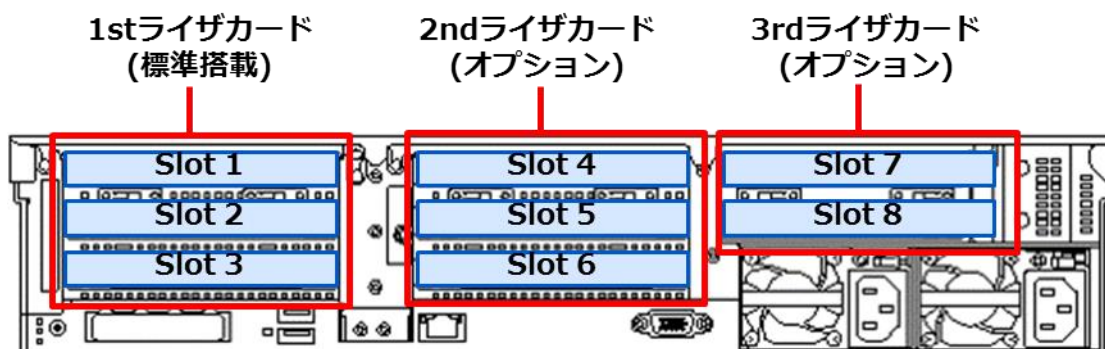 1stライザカード
(標準搭載)
2ndライザカード
(オプション)
3rdライザカード
(オプション)
Slot 1
Slot 2
Slot 3
Slot 4
Slot 5
Slot 6
Slot 7
Slot 8